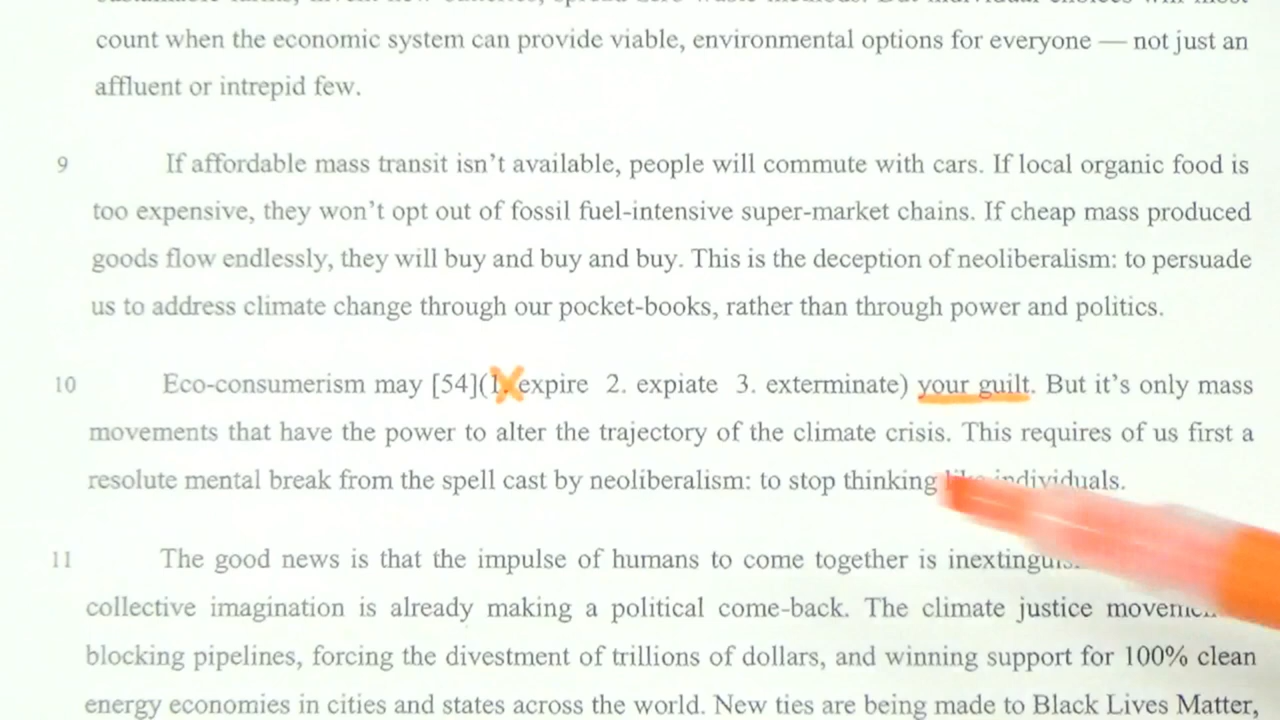 count when the economic system can provide viable, environmental options for everyone — not just an
affluent or intrepid few.
9 If affordable mass transit isn't available, people will commute with cars. If local organic food is
too expensive, they won't opt out of fossil fuel-intensive super-market chains. If cheap mass produced
goods flow endlessly, they will buy and buy and buy. This is the deception of neoliberalism: to persuade
us to address climate change through our pocket-books, rather than through power and politics.
10 Eco-consumerism may [54](1. expire 2. expiate 3. exterminate) your guilt. But it's only mass
movements that have the power to alter the trajectory of the climate crisis. This requires of us first a
resolute mental break from the spell cast by neoliberalism: to stop thinking like individuals.
11 The good news is that the impulse of humans to come together is
collective imagination is already making a political come-back. The climate justice
blocking pipelines, forcing the divestment of trillions of dollars, and winning support for 100% clean
energy economies in cities and states across the world. New ties are being made to Black Lives Matter,